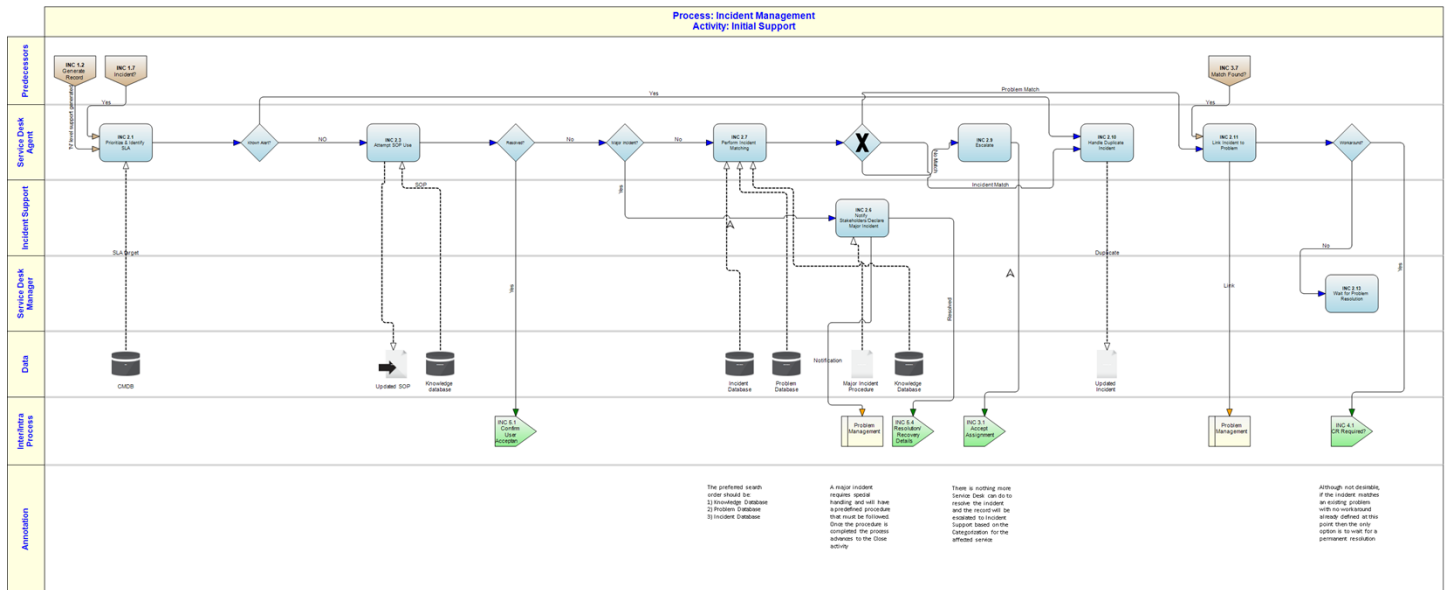 Process: Incident Management
Activity: Initial Support
Predecessors
INC 1.2
Generate
Record
INC 1.7
Incident?
INC 3.7
Match Found?
Yes
Yes
Problem Match
Yes
Service Desk
Agent
INC 2.1
Prioritise & Identify
SLA
NO
INC 2.3
Attempt SOP Use
Resolved?
No
Major Incident?
No
INC 2.7
Perform Incident
Matching
X
No Match
INC 2.9
Escalate
INC 2.10
Handle Duplicate
Incident
INC 2.11
Link Incident to
Problem
Workaround?
Incident Support
SOP
Yes
Incident Match
INC 2.6
Notify
Stakeholders/Declare
Major Incident
SLA target
Duplicate
No
Yes
Service Desk
Manager
Yes
Resolved
Link
INC 2.13
Wait for Problem
Resolution
Data
CMDB
Updated SOP
Knowledge
database
Incident
Database
Problem
Database
Notification
Major Incident
Procedure
Knowledge
Database
Updated
Incident
Inter/Intra
Process
INC 5.1
Confirm
User
Problem
Management
INC 5.4
Resolution/
Recovery
Details
INC 3.1
Accept
Assignment
Problem
Management
INC 4.1
CR Required?
Annotation
The preferred search
order should be:
1) Knowledge Database
2) Problem Database
3) Incident Database
A major incident
requires special
handling and will have
a predefined procedure
that must be followed.
Once the procedure is
completed the process
advances to the Close
activity
There is nothing more
Service Desk can do to
resolve the incident
and the record will be
escalated to Incident
Support based on the
Categorization for the
affected service
Although not desirable,
if the incident matches
an existing problem
with no workaround
already defined at this
point then the only
option is to wait for a
permanent resolution